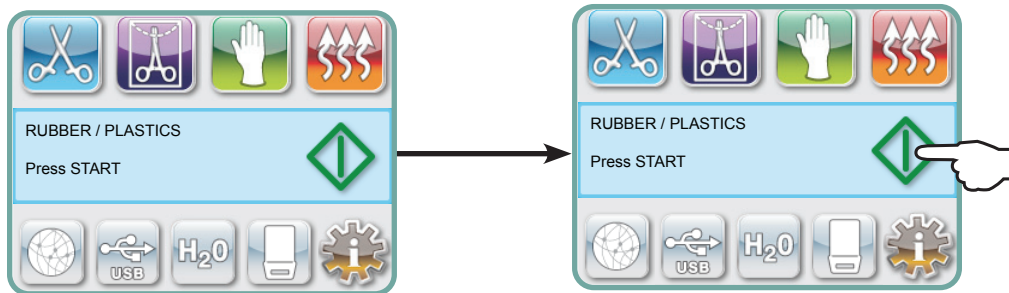 RUBBER / PLASTICS
Press START
USB
H₂O
i
RUBBER / PLASTICS
Press START
USB
H₂O
i